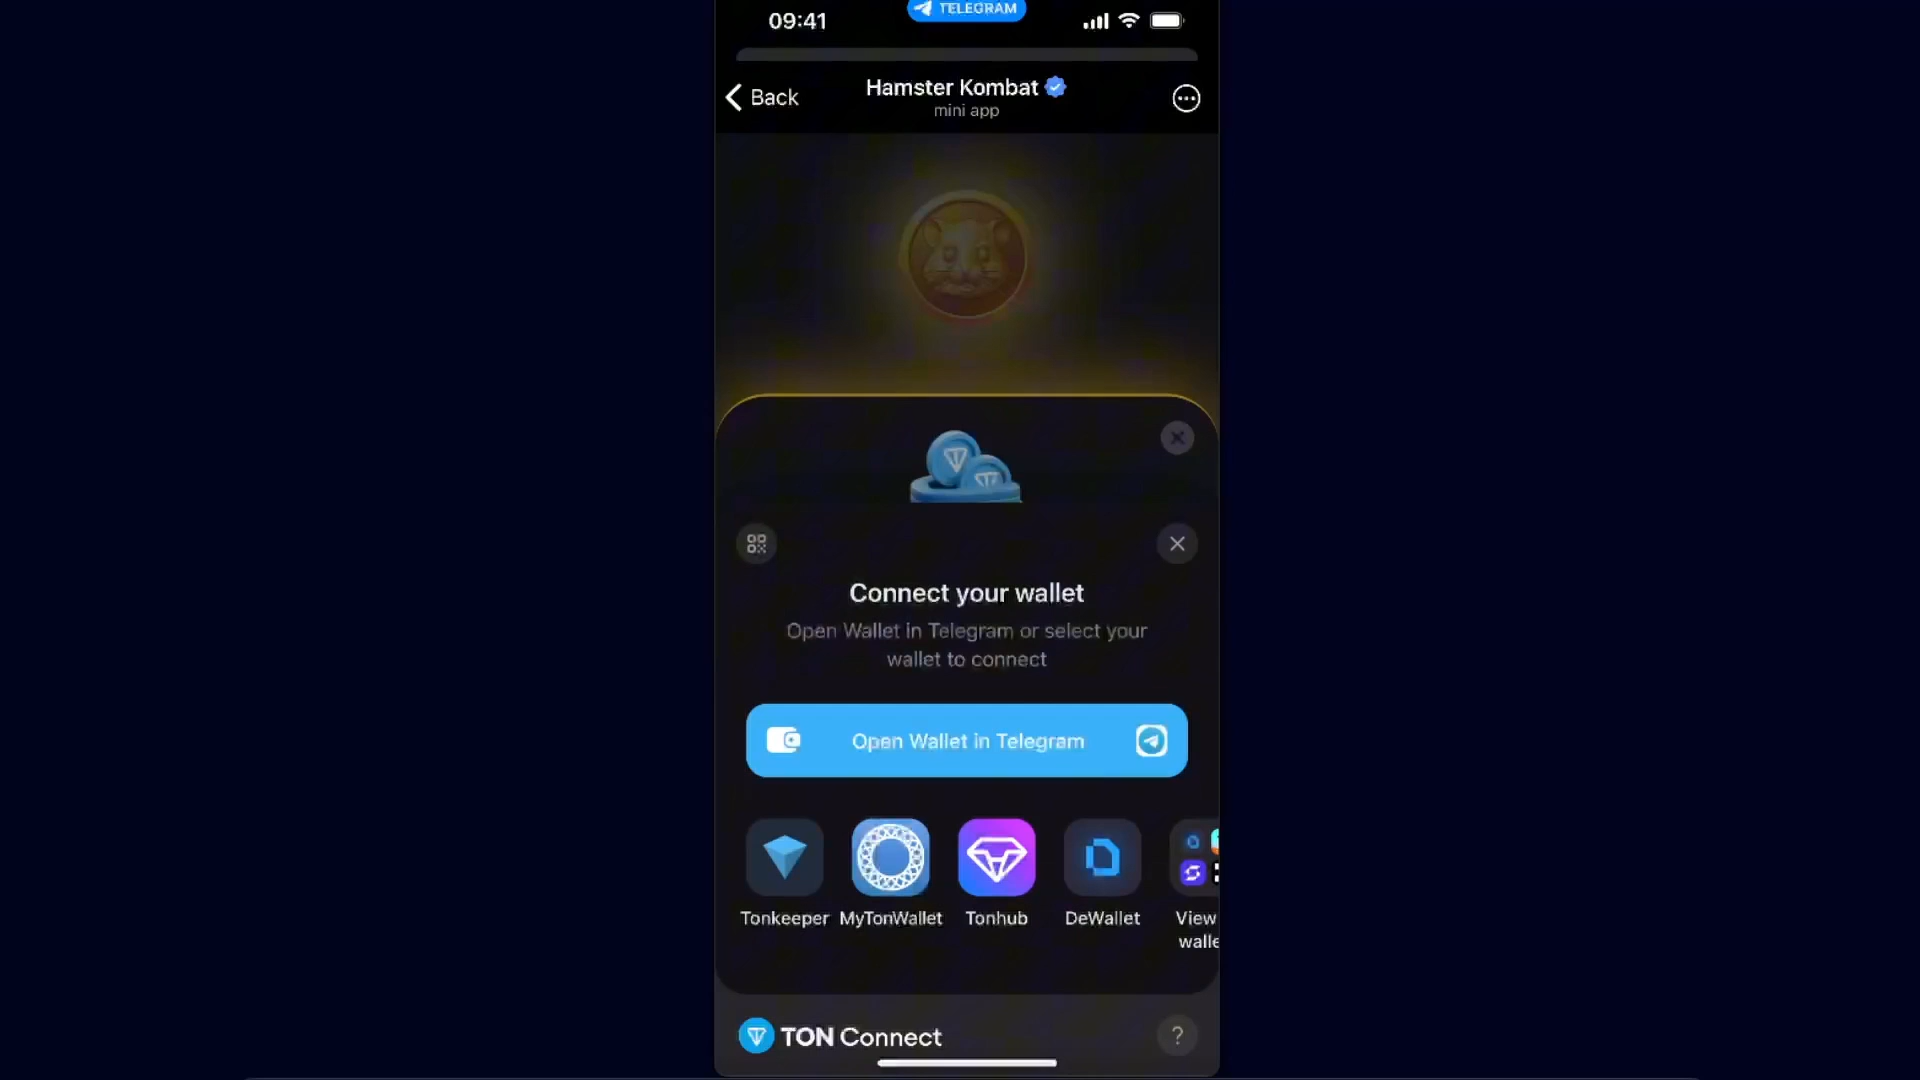 09:41
TELEGRAM
Back
Hamster Kombat
mini app
Connect your wallet
Open Wallet in Telegram or select your
wallet to connect
Open Wallet in Telegram
Tonkeeper
MyTonWallet
Tonhub
DeWallet
View
walle
TON Connect
?